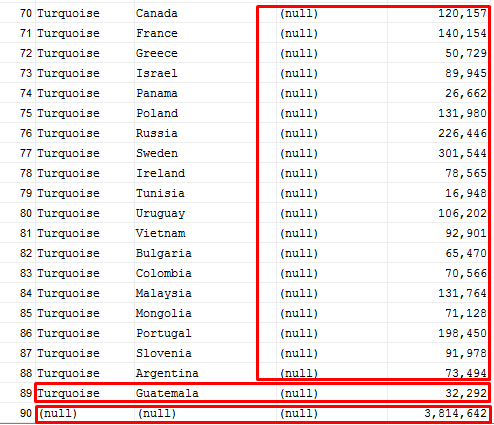 70 Turquoise Canada (null) 120,157
71 Turquoise France (null) 140,154
72 Turquoise Greece (null) 50,729
73 Turquoise Israel (null) 89,945
74 Turquoise Panama (null) 26,662
75 Turquoise Poland (null) 131,980
76 Turquoise Russia (null) 226,446
77 Turquoise Sweden (null) 301,544
78 Turquoise Ireland (null) 78,565
79 Turquoise Tunisia (null) 16,948
80 Turquoise Uruguay (null) 106,202
81 Turquoise Vietnam (null) 92,901
82 Turquoise Bulgaria (null) 65,470
83 Turquoise Colombia (null) 70,566
84 Turquoise Malaysia (null) 131,764
85 Turquoise Mongolia (null) 71,128
86 Turquoise Portugal (null) 198,450
87 Turquoise Slovenia (null) 91,978
88 Turquoise Argentina (null) 73,494
89 Turquoise Guatemala (null) 32,292
90 (null) (null) (null) 3,814,642